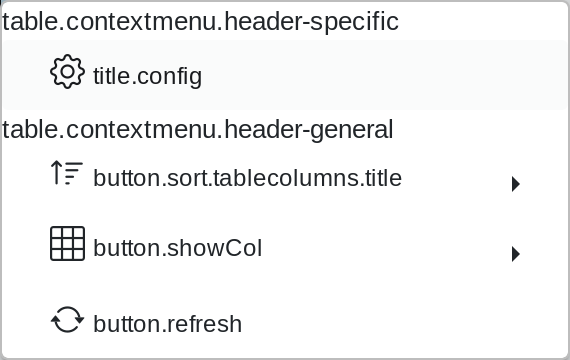 table.contextmenu.header-specific
title.config
table.contextmenu.header-general
button.sort.tablecolumns.title
button.showCol
button.refresh